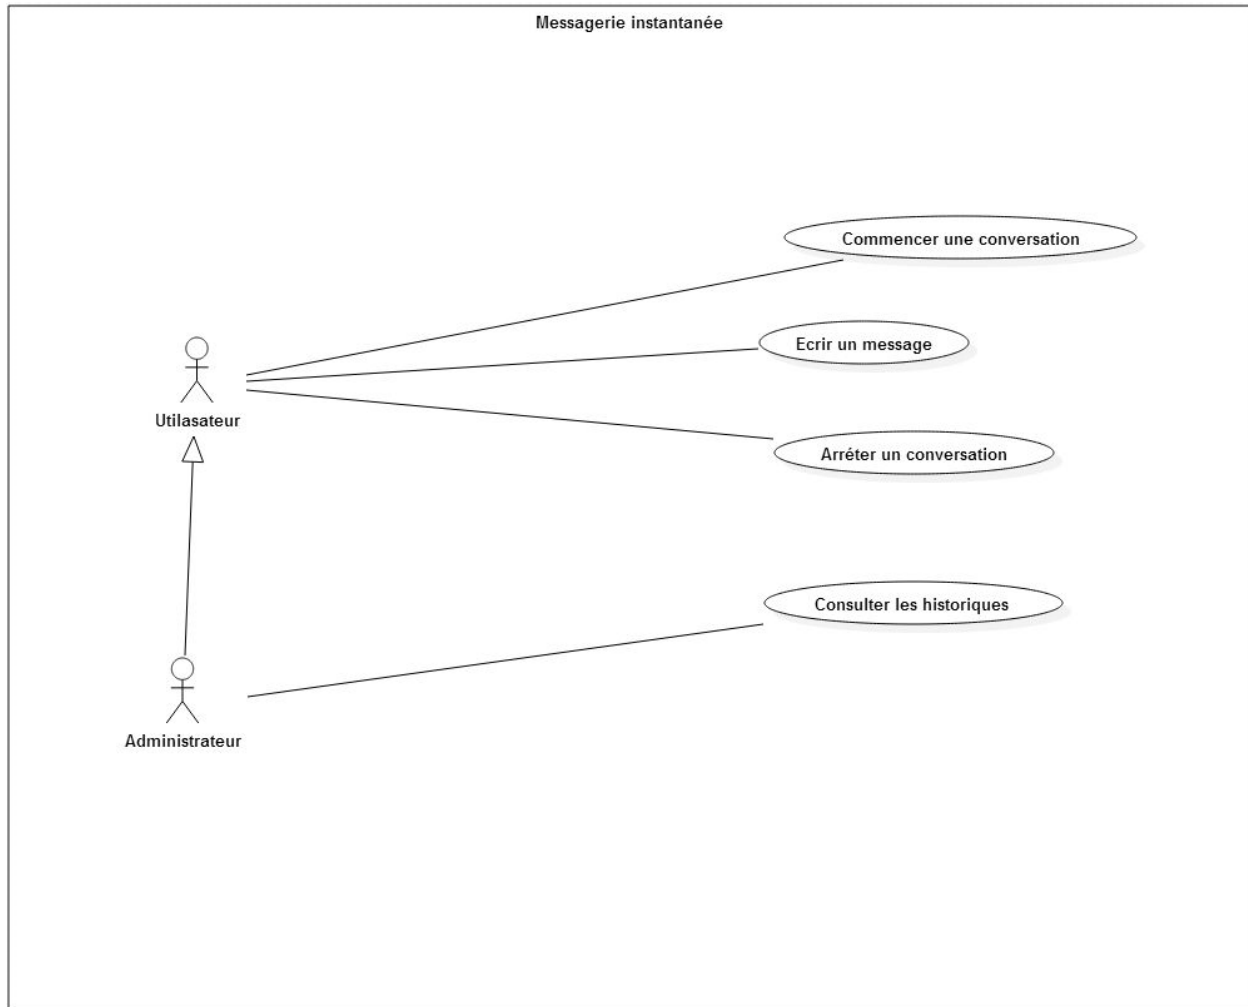 Messagerie instantanée
Commencer une conversation
Ecrir un message
Utilasateur
Arréter un conversation
Consulter les historiques
Administrateur